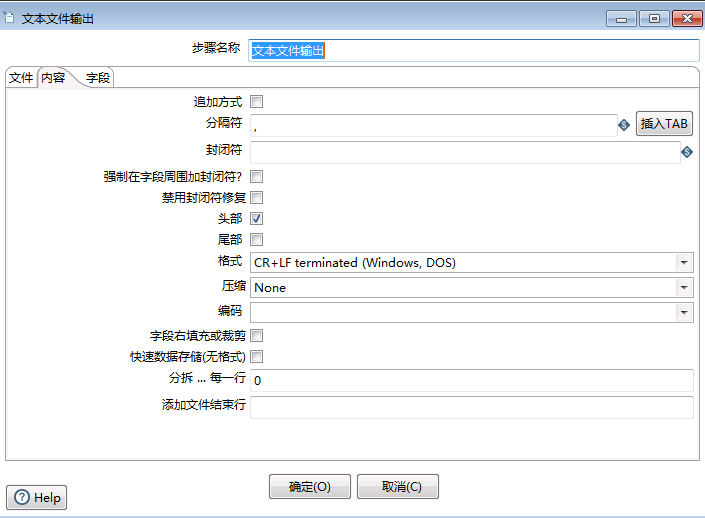 文本文件输出
步骤名称 文本文件输出
文件 内容 字段
追加方式
分隔符 , 插入TAB
封闭符
强制在字段周围加封闭符?
禁用封闭符修复
头部
尾部
格式 CR+LF terminated (Windows, DOS)
压缩 None
编码
字段右填充或裁剪
快速数据存储(无格式)
分拆 ... 每一行 0
添加文件结束行
确定(O) 取消(C)
Help